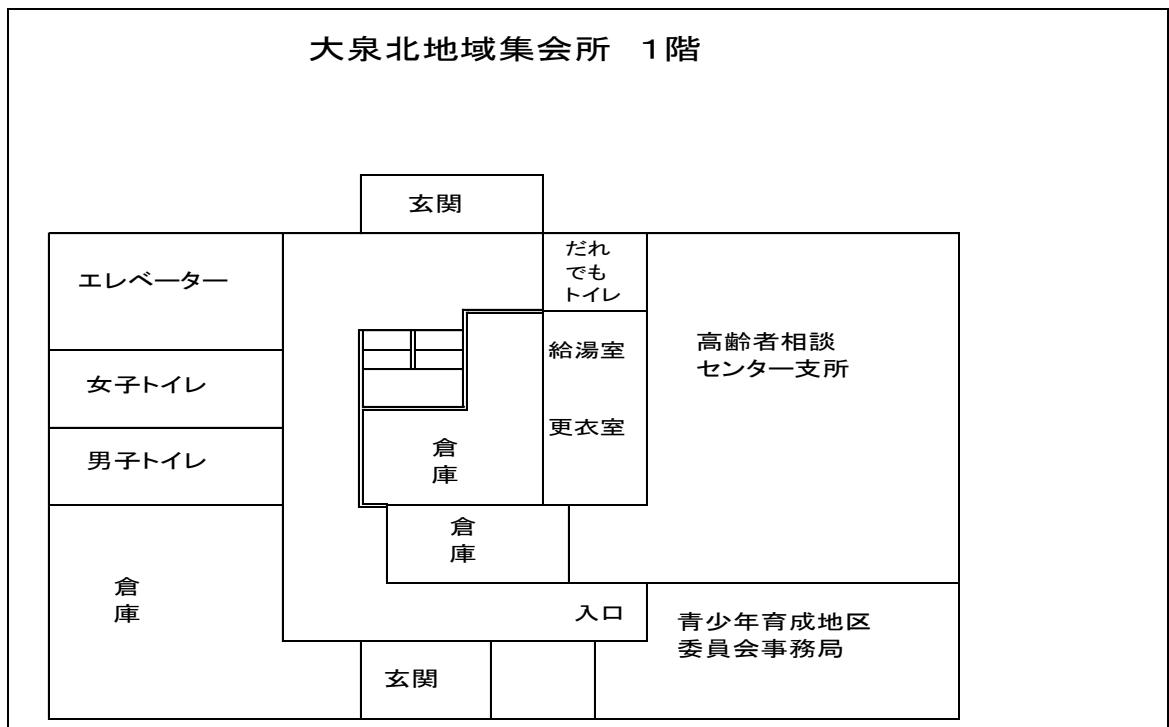 大泉北地域集会所 1階
玄関
エレベーター
だれ
でも
トイレ
給湯室
高齢者相談
センター支所
女子トイレ
更衣室
男子トイレ
倉
庫
倉
庫
倉
庫
入口
青少年育成地区
委員会事務局
玄関